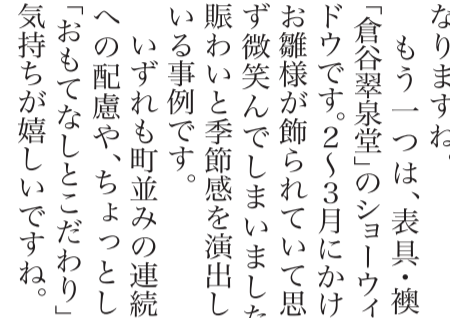 なりますね。
もう一つは、表具・襖
「倉谷翠泉堂」のショーウィ
ドウです。2〜3月にかけ
お雛様が飾られていて思
ず微笑んでしまいました
賑わいと季節感を演出し
いる事例です。
いずれも町並みの連続
への配慮や、ちょっとし
「おもてなしとこだわり」
気持ちが嬉しいですね。